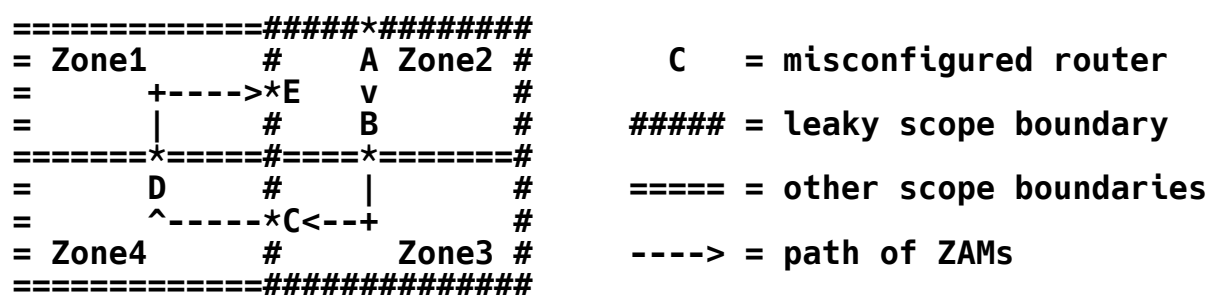 =============#####*########
= Zone1      #    A Zone2 #       C   = misconfigured router
=      +---->*E   v       #
=      |     #    B       #     ##### = leaky scope boundary
=======*=====#====*=======#
=      D     #    |       #     ===== = other scope boundaries
=      ^-----*C<--+       #
= Zone4      #      Zone3 #     ----> = path of ZAMs
=============##############